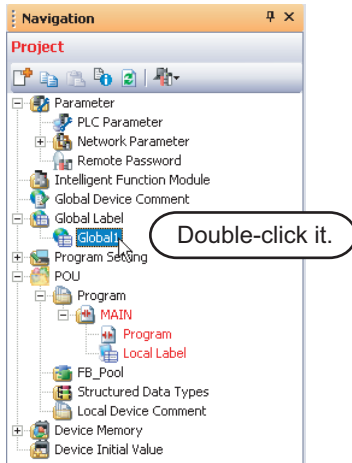 Navigation
Project
Parameter
PLC Parameter
Network Parameter
Remote Password
Intelligent Function Module
Global Device Comment
Global Label
Global1
Double-click it.
Program Setting
POU
Program
MAIN
Program
Local Label
FB_Pool
Structured Data Types
Local Device Comment
Device Memory
Device Initial Value